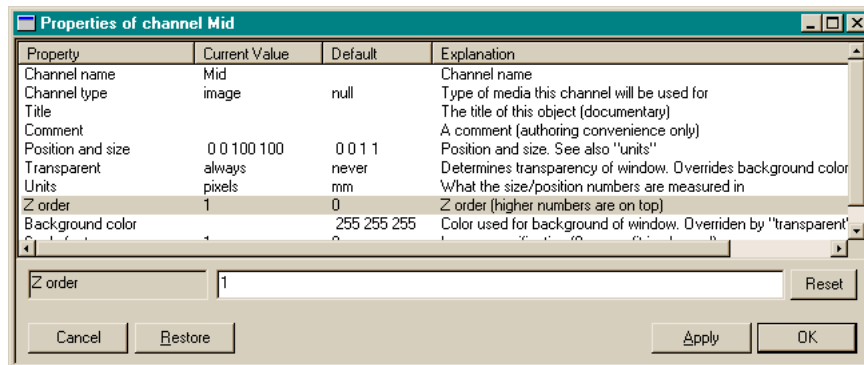 Properties of channel Mid
Property Current Value Default Explanation
Channel name Mid Channel name
Channel type image null Type of media this channel will be used for
Title The title of this object (documentary)
Comment A comment (authoring convenience only)
Position and size 0 0 100 100 0 0 1 1 Position and size. See also "units"
Transparent always never Determines transparency of window. Overrides background color
Units pixels mm What the size/position numbers are measured in
Z order 1 0 Z order (higher numbers are on top)
Background color 255 255 255 Color used for background of window. Overriden by "transparent"
Z order 1 Reset
Cancel Restore Apply OK